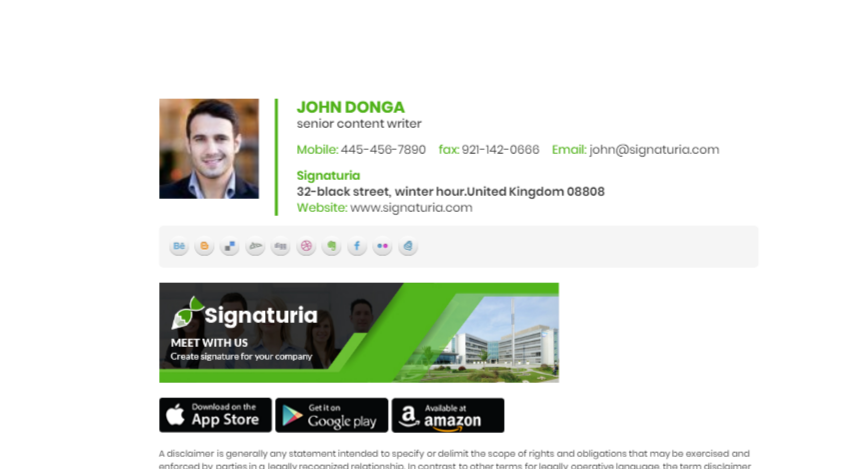 JOHN DONGA
senior content writer
Mobile: 445-456-7890 fax: 921-142-0666 Email: john@signaturia.com
Signaturia
32-black street, winter hour.United Kingdom 08808
Website: www.signaturia.com
Bē
digg
Signaturia
MEET WITH US
Create signature for your company
Download on the
App Store
Get it on
Google play
Available at
amazon
A disclaimer is generally any statement intended to specify or delimit the scope of rights and obligations that may be exercised and
enforced by parties in a legally recognized relationship. In contrast to other terms for legally operative language, the term disclaimer